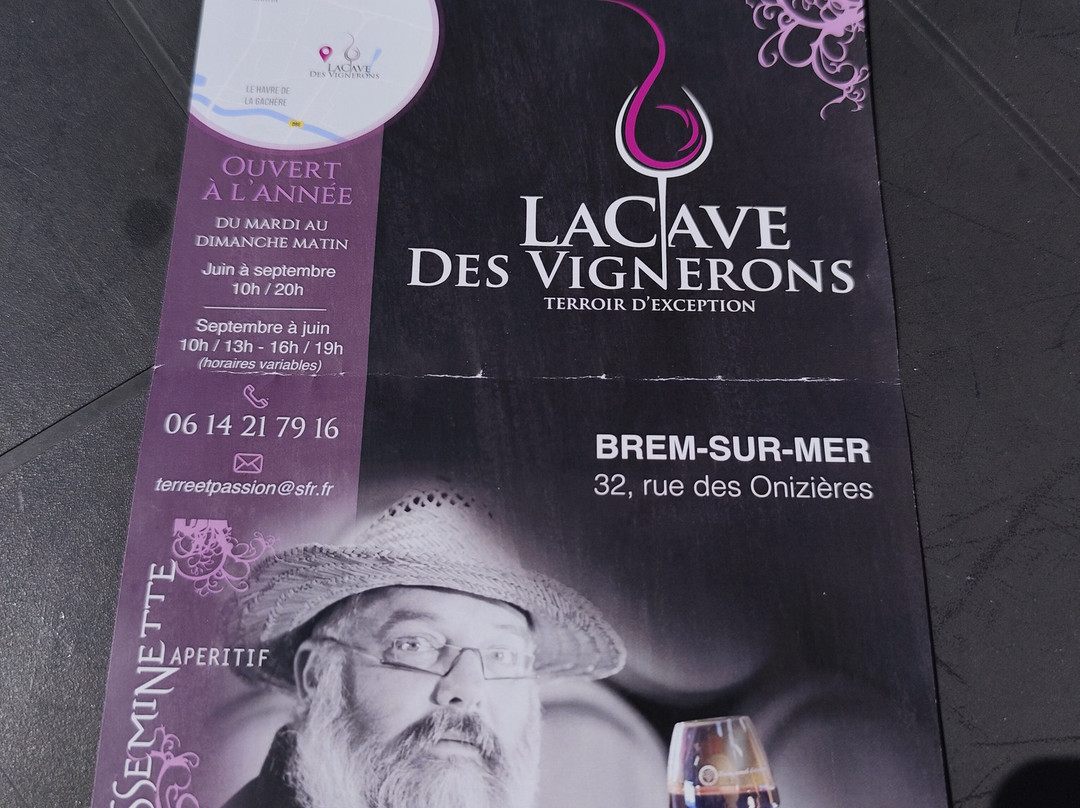 LaCave
Des Vignerons
LE HAVRE DE
LA GACHÈRE
OUVERT
À L'ANNÉE
DU MARDI AU
DIMANCHE MATIN
Juin à septembre
10h / 20h
Septembre à juin
10h / 13h - 16h / 19h
(horaires variables)
06 14 21 79 16
terreetpassion@sfr.fr
LaCave
Des Vignerons
TERROIR D'EXCEPTION
BREM-SUR-MER
32, rue des Onizières
SSEMINETTE
APERITIF